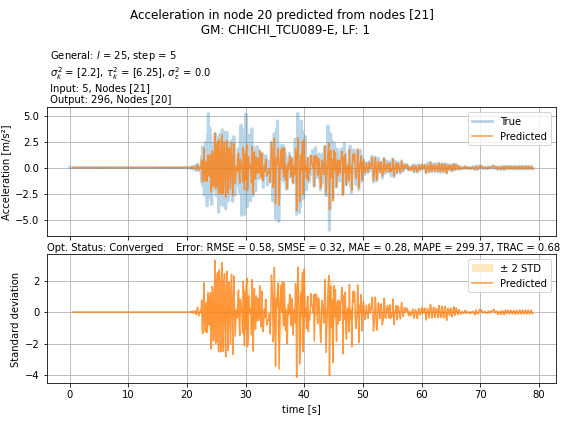 Acceleration in node 20 predicted from nodes [21]
GM: CHICHI_TCU089-E, LF: 1
General: l = 25, step = 5
σ²ₖ = [2.2], τ²ₖ = [6.25], σ²ε = 0.0
Input: 5, Nodes [21]
Output: 296, Nodes [20]
Acceleration [m/s²]
5.0
2.5
0.0
−2.5
−5.0
True
Predicted
Opt. Status: Converged Error: RMSE = 0.58, SMSE = 0.32, MAE = 0.28, MAPE = 299.37, TRAC = 0.68
Standard deviation
2
0
−2
−4
± 2 STD
Predicted
0 10 20 30 40 50 60 70 80
time [s]